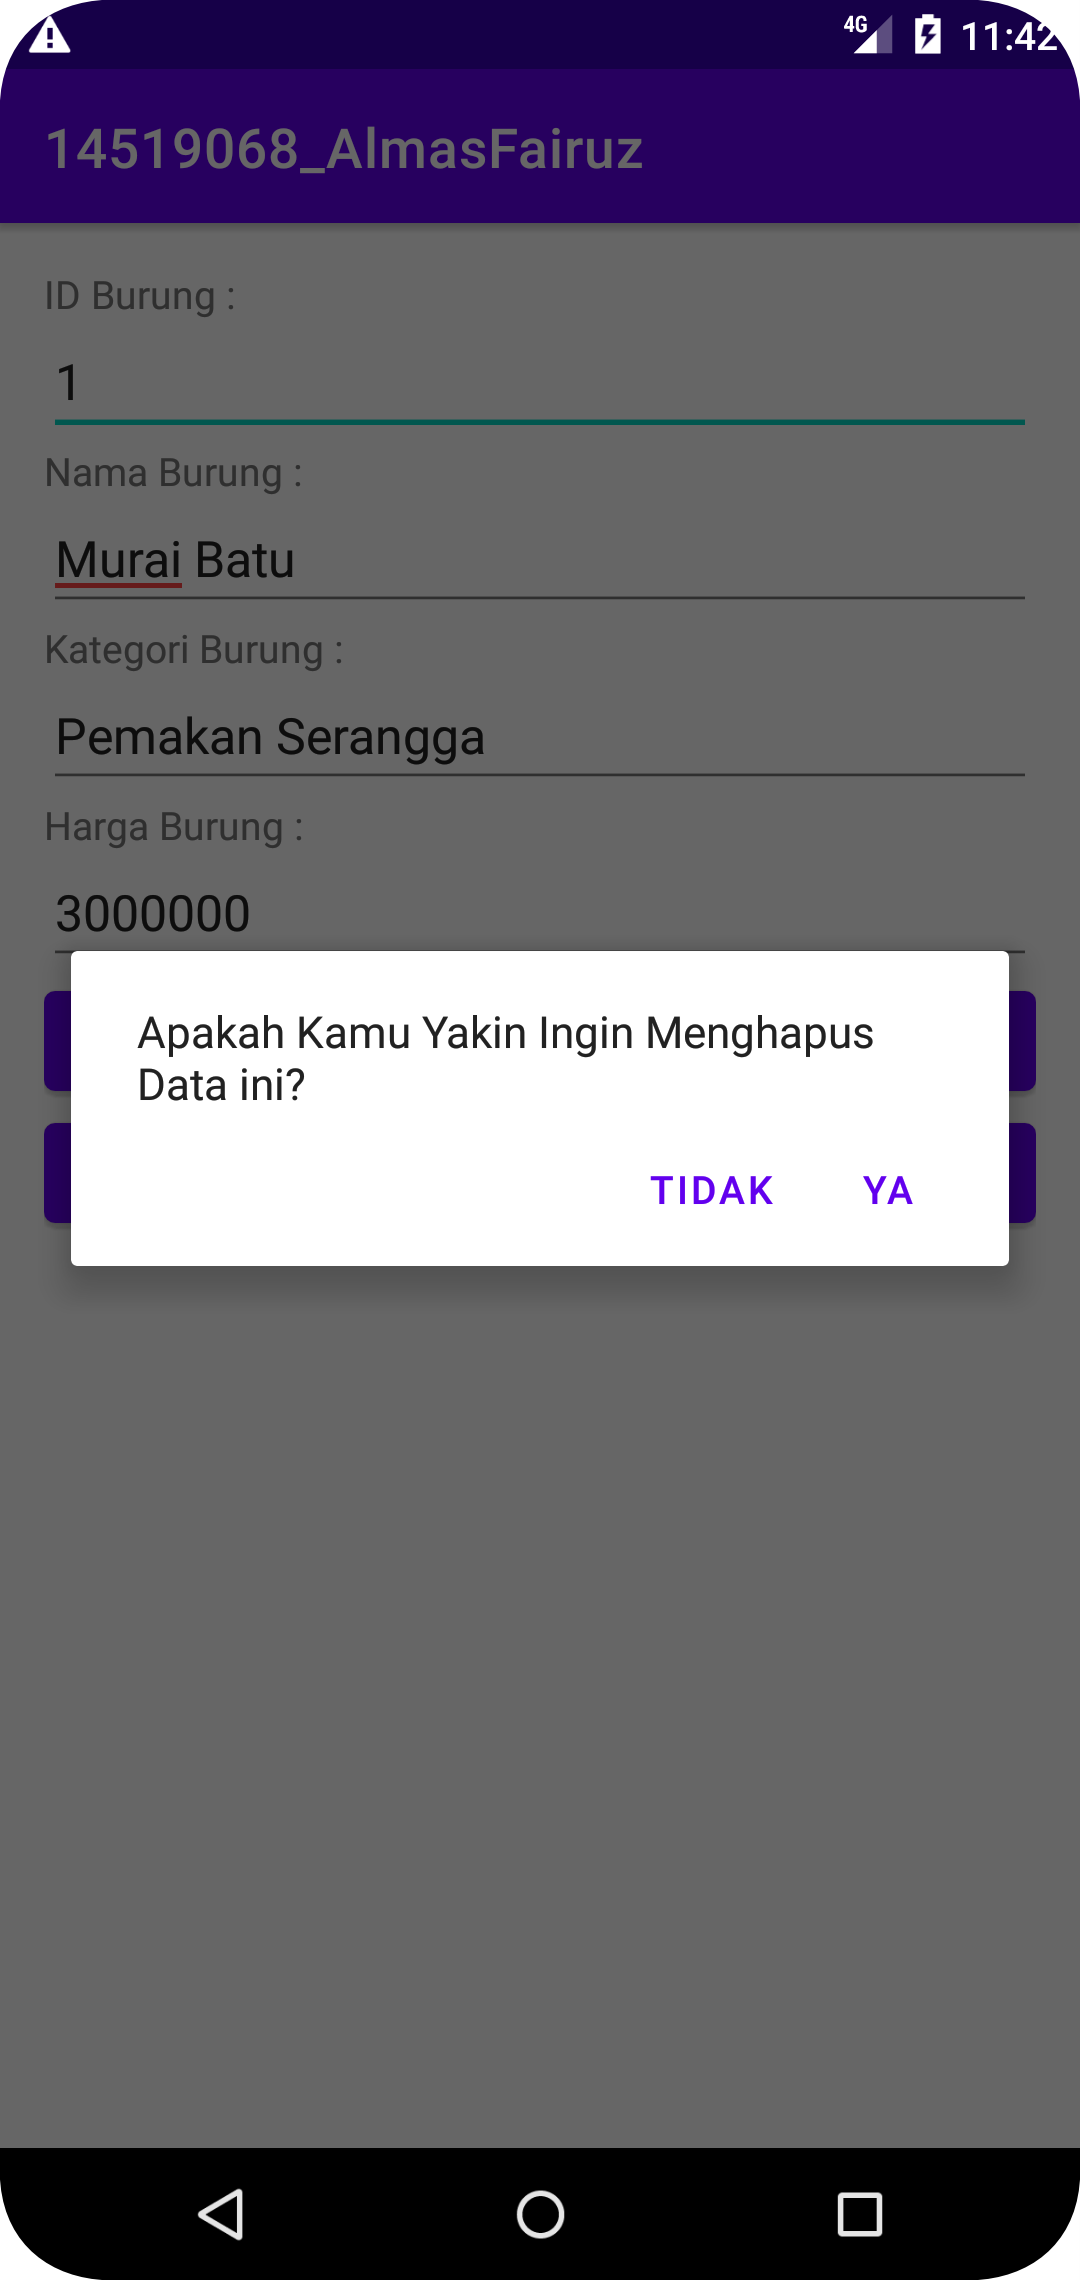 4G 11:42
14519068_AlmasFairuz
ID Burung :
1
Nama Burung :
Murai Batu
Kategori Burung :
Pemakan Serangga
Harga Burung :
3000000
Apakah Kamu Yakin Ingin Menghapus
Data ini?
TIDAK YA